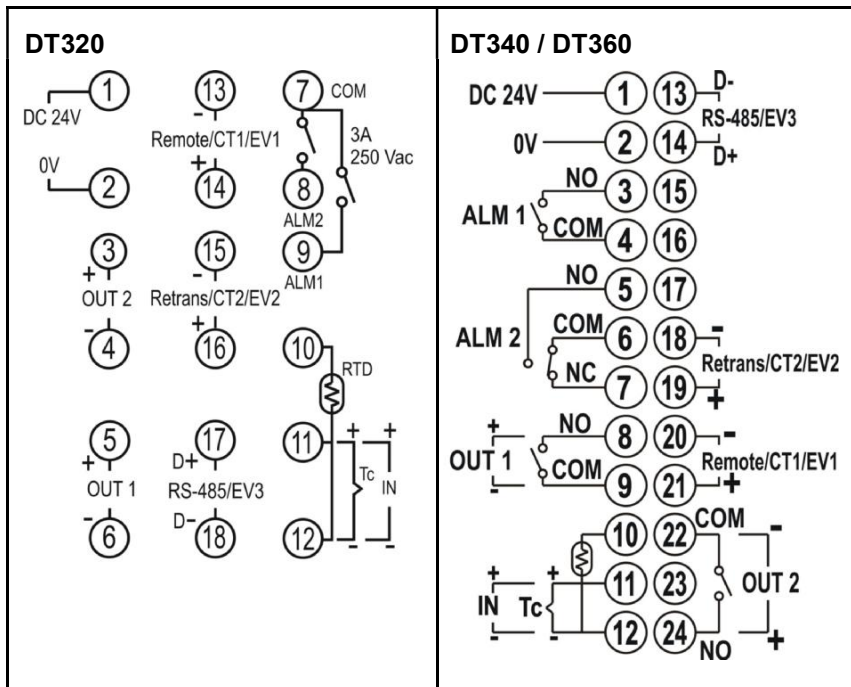 DT320
1
13
7
COM
DC 24V
-
Remote/CT1/EV1
3A
250 Vac
0V
+
2
14
8
ALM2
3
15
9
+
-
ALM1
OUT 2
Retrans/CT2/EV2
-
+
4
16
10
RTD
5
17
11
+
+
+
D+
OUT 1
RS-485/EV3
Tc
IN
-
D-
6
18
12
-
-
DT340 / DT360
DC 24V
1
13
D-
RS-485/EV3
0V
2
14
D+
NO
3
15
ALM 1
COM
4
16
NO
5
17
ALM 2
COM
6
18
-
Retrans/CT2/EV2
NC
7
19
+
+
NO
8
20
-
OUT 1
Remote/CT1/EV1
-
COM
9
21
+
10
22
COM
-
+
+
11
23
OUT 2
IN
Tc
-
-
12
24
NO
+